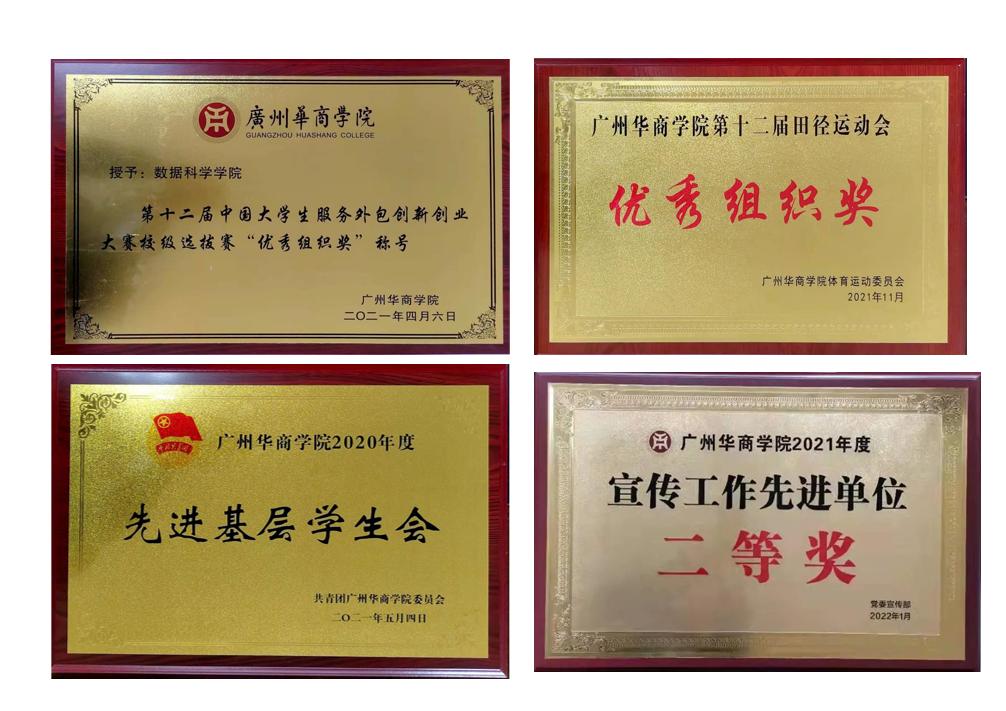 廣州華商学院
GUANGZHOU HUASHANG COLLEGE
授予：数据科学学院
第十二届中国大学生服务外包创新创业
大赛校级选拔赛“优秀组织奖”称号
广州华商学院
二〇二一年四月六日
广州华商学院第十二届田径运动会
优秀组织奖
广州华商学院体育运动委员会
2021年11月
广州华商学院2020年度
先进基层学生会
共青团广州华商学院委员会
二〇二一年五月四日
广州华商学院2021年度
宣传工作先进单位
二等奖
党委宣传部
2022年1月